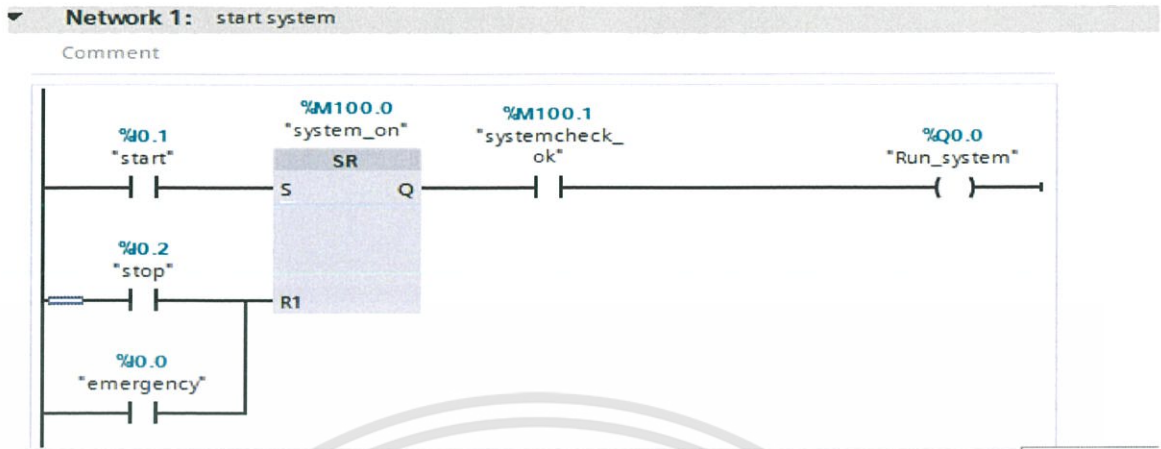 Network 1: start system
Comment
%I0.1
"start"
%M100.0
"system_on"
SR
S
Q
%M100.1
"systemcheck_
ok"
%Q0.0
"Run_system"
%I0.2
"stop"
R1
%I0.0
"emergency"